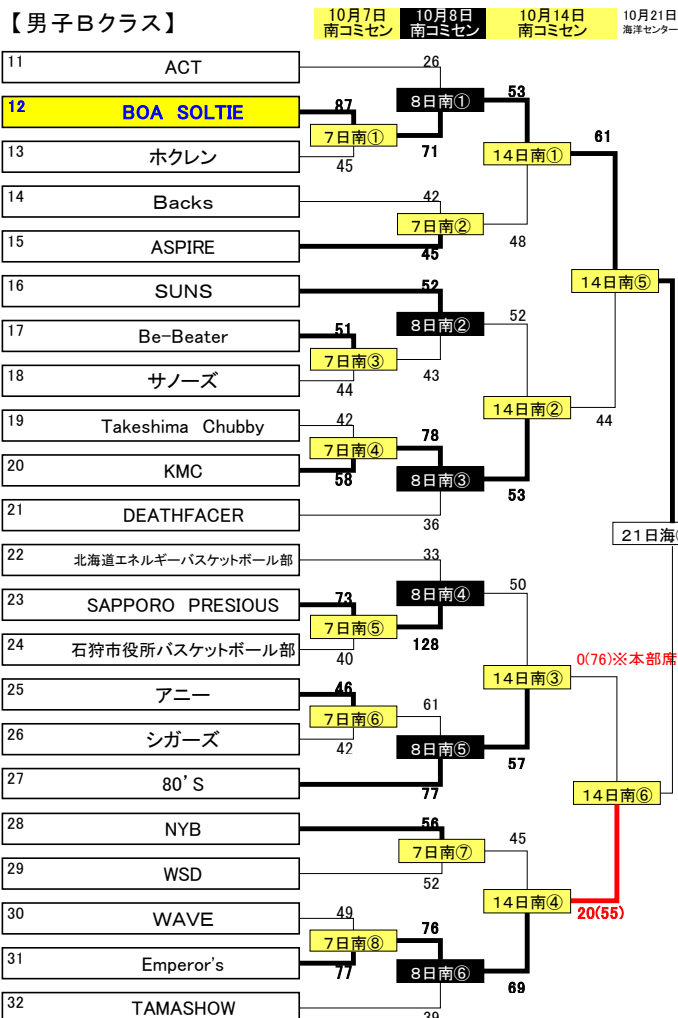 【男子Bクラス】
10月7日
南コミセン
10月8日
南コミセン
10月14日
南コミセン
10月21日
海洋センター
11 ACT
26
8日南①
53
12 BOA SOLTIE
87
7日南①
71
14日南①
61
13 ホクレン
45
14 Backs
42
7日南②
48
15 ASPIRE
45
14日南⑤
16 SUNS
52
8日南②
52
17 Be-Beater
51
7日南③
43
18 サノーズ
44
14日南②
44
19 Takeshima Chubby
42
7日南④
78
20 KMC
58
8日南③
53
21 DEATHFACER
36
21日海
22 北海道エネルギーバスケットボール部
33
8日南④
50
23 SAPPORO PRESIOUS
73
7日南⑤
128
24 石狩市役所バスケットボール部
40
0(76)※本部席
14日南③
25 アニー
46
7日南⑥
61
26 シガーズ
42
8日南⑤
57
27 80'S
77
14日南⑥
28 NYB
56
7日南⑦
45
29 WSD
52
14日南④
20(55)
30 WAVE
49
7日南⑧
76
31 Emperor's
77
8日南⑥
69
32 TAMASHOW
39